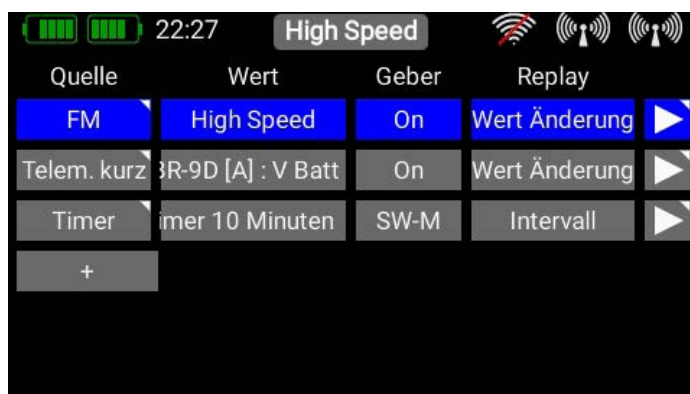 22:27 High Speed
Quelle Wert Geber Replay
FM High Speed On Wert Änderung
Telem. kurz R-9D [A] : V Batt On Wert Änderung
Timer imer 10 Minuten SW-M Intervall
+